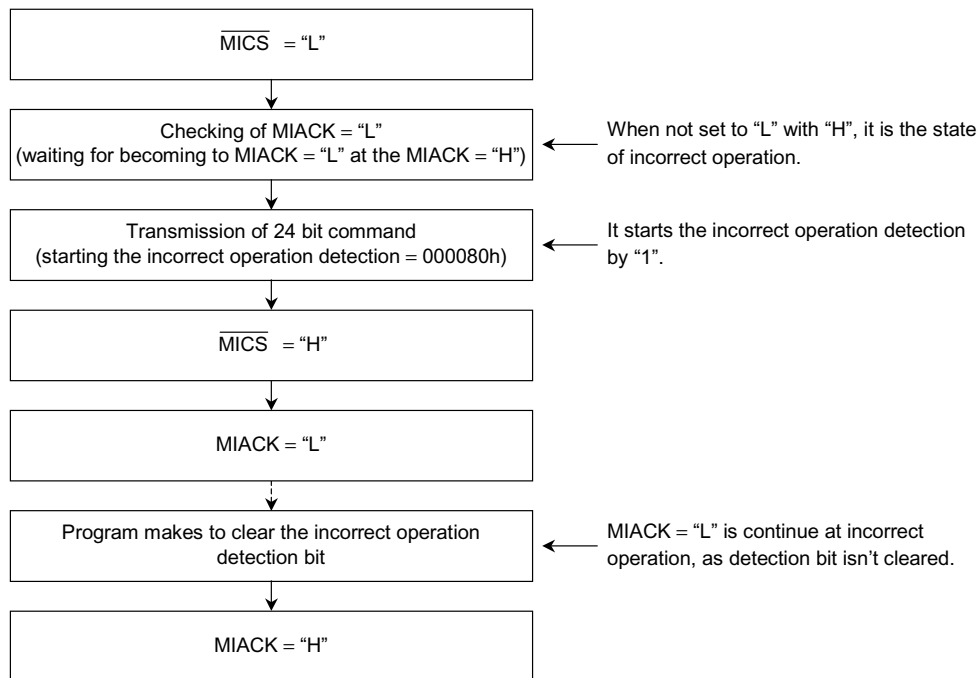 MICS = “L”
Checking of MIACK = “L”
(waiting for becoming to MIACK = “L” at the MIACK = “H”)
When not set to “L” with “H”, it is the state
of incorrect operation.
Transmission of 24 bit command
(starting the incorrect operation detection = 000080h)
It starts the incorrect operation detection
by “1”.
MICS = “H”
MIACK = “L”
Program makes to clear the incorrect operation
detection bit
MIACK = “L” is continue at incorrect
operation, as detection bit isn’t cleared.
MIACK = “H”